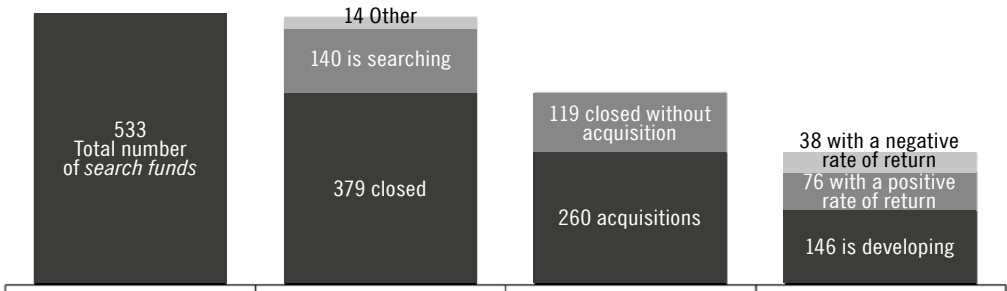 533
Total number
of search funds
14 Other
140 is searching
379 closed
119 closed without
acquisition
260 acquisitions
38 with a negative
rate of return
76 with a positive
rate of return
146 is developing